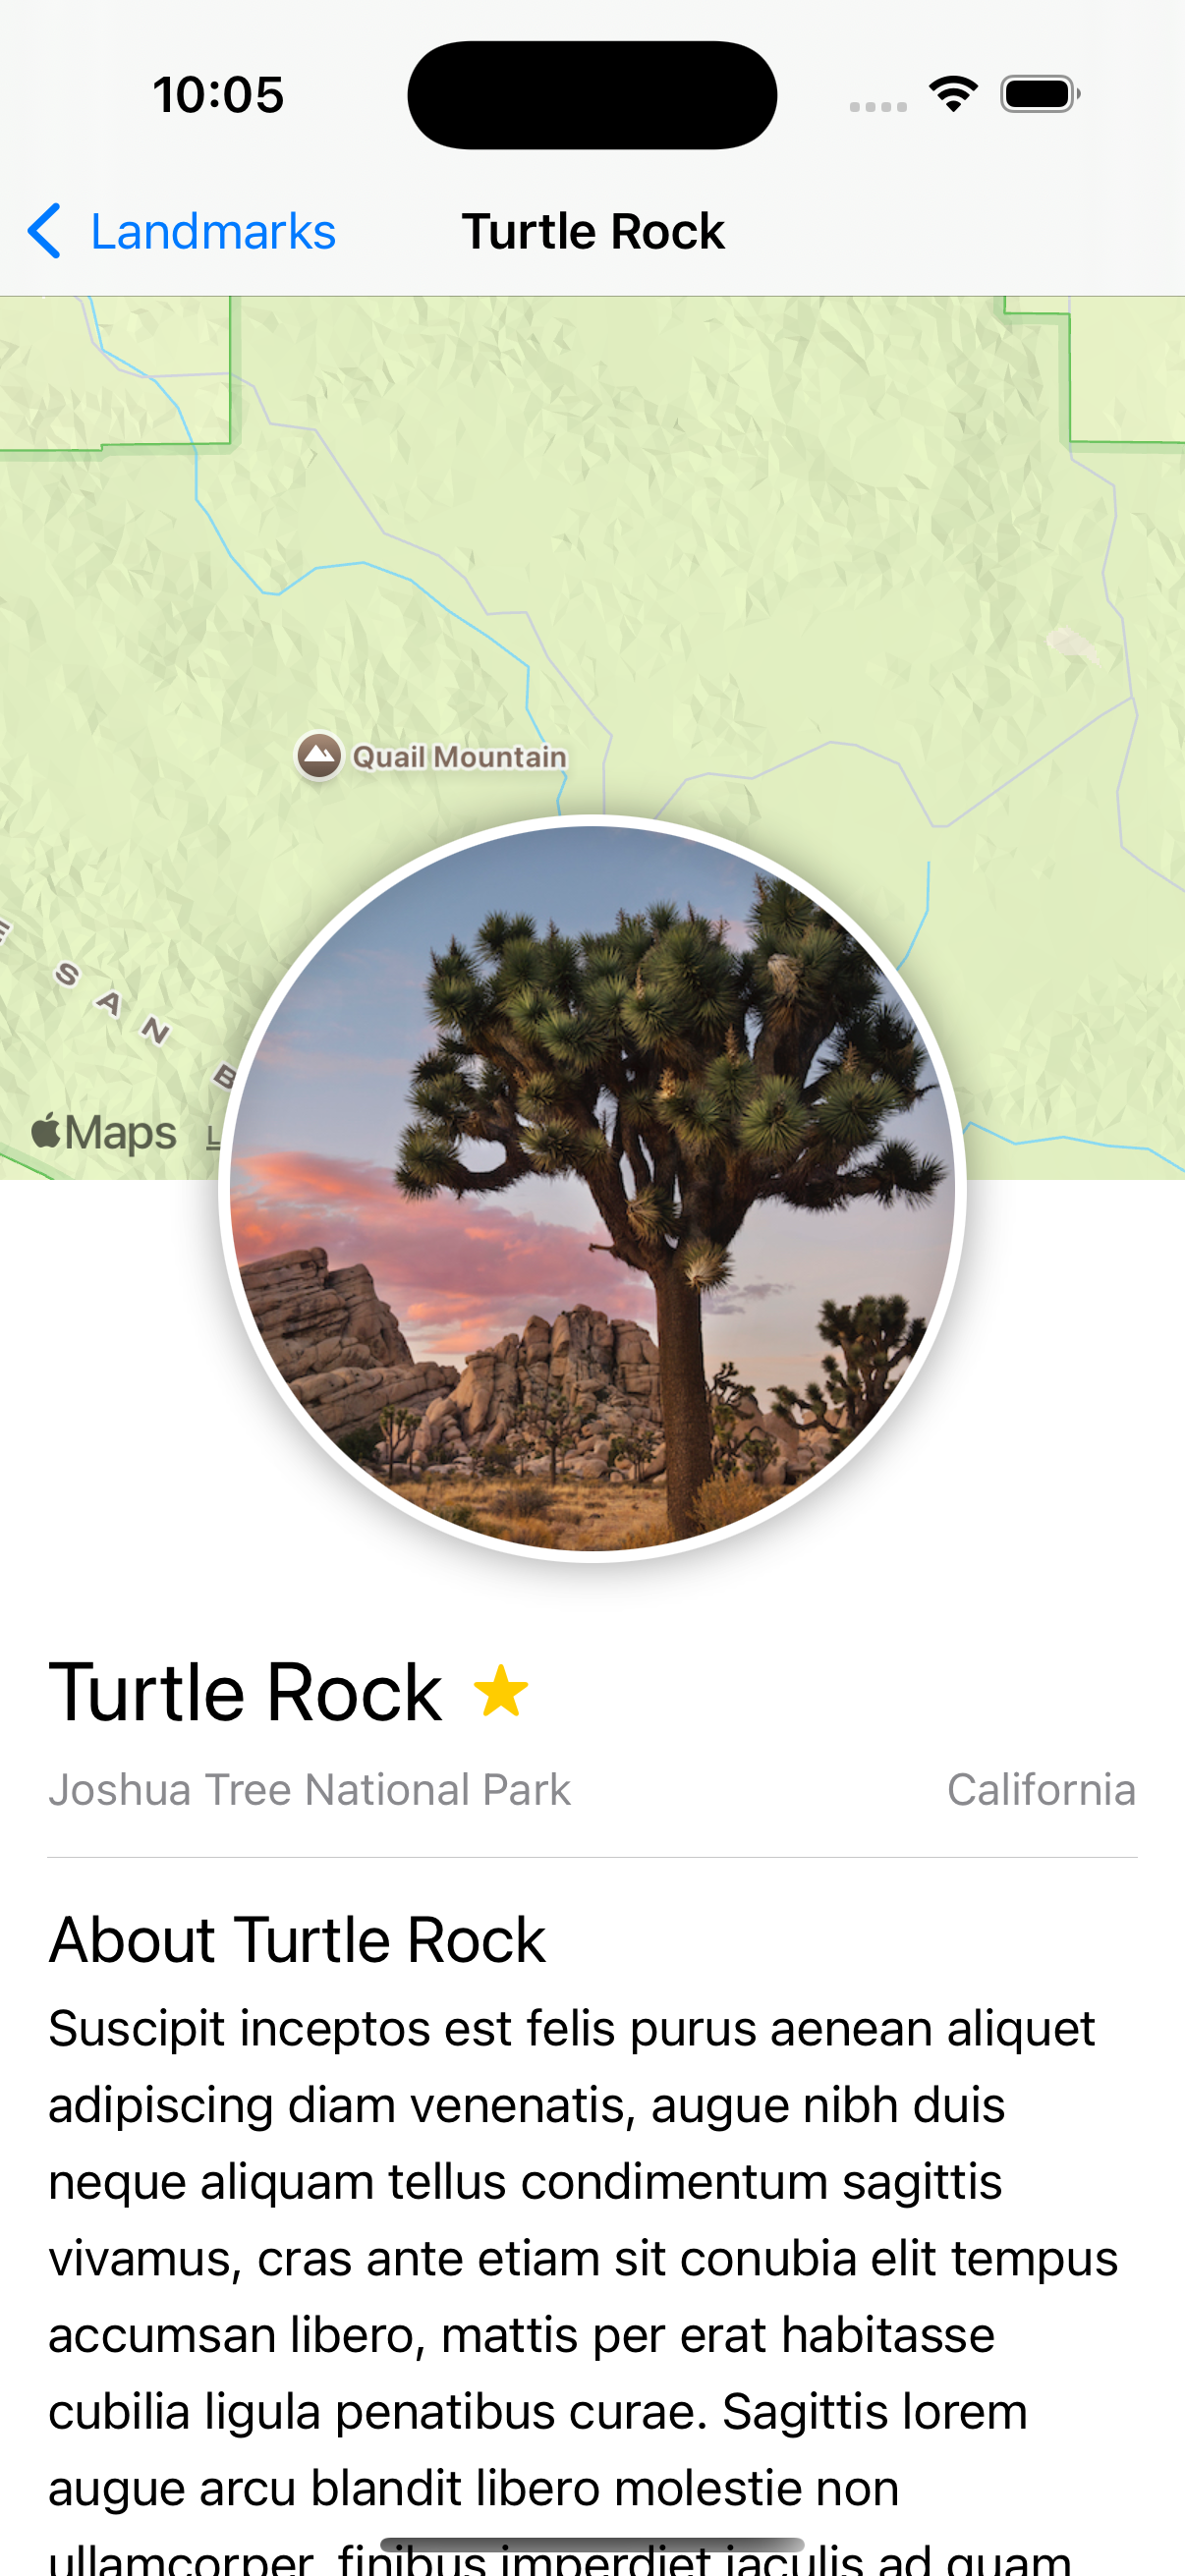 10:05
Landmarks
Turtle Rock
Quail Mountain
S A N B
Maps
Turtle Rock
Joshua Tree National Park
California
About Turtle Rock
Suscipit inceptos est felis purus aenean aliquet
adipiscing diam venenatis, augue nibh duis
neque aliquam tellus condimentum sagittis
vivamus, cras ante etiam sit conubia elit tempus
accumsan libero, mattis per erat habitasse
cubilia ligula penatibus curae. Sagittis lorem
augue arcu blandit libero molestie non
ullamcorper, finibus imperdiet iaculis ad quam